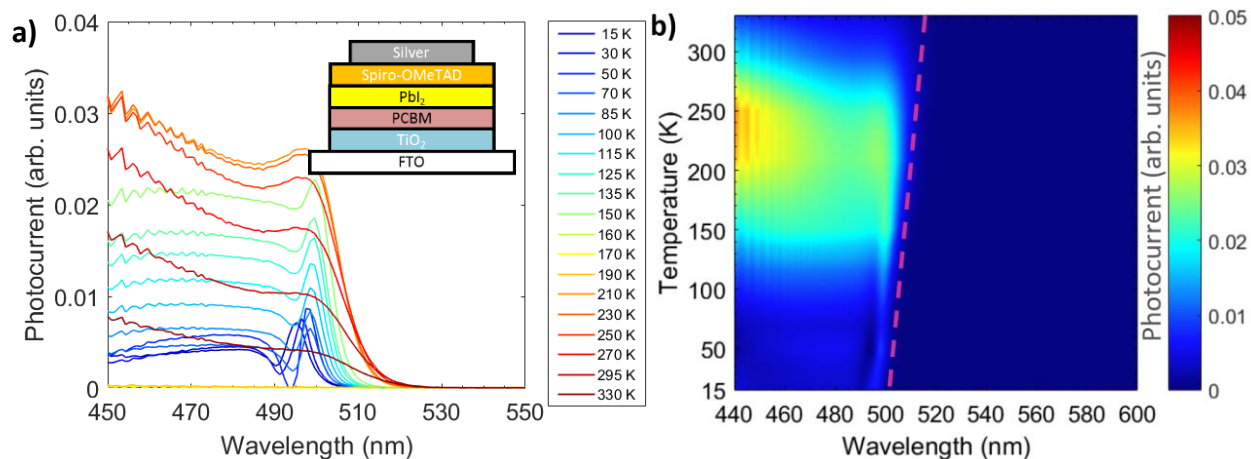 a)
Photocurrent (arb. units)
0.04
0.03
0.02
0.01
0
450
470
490
510
530
550
Wavelength (nm)
Silver
Spiro-OMeTAD
PbI₂
PCBM
TiO₂
FTO
15 K
30 K
50 K
70 K
85 K
100 K
115 K
125 K
135 K
150 K
160 K
170 K
190 K
210 K
230 K
250 K
270 K
295 K
330 K
b)
Temperature (K)
300
250
200
150
100
50
15
440
460
480
500
520
540
560
580
600
Wavelength (nm)
Photocurrent (arb. units)
0.05
0.04
0.03
0.02
0.01
0